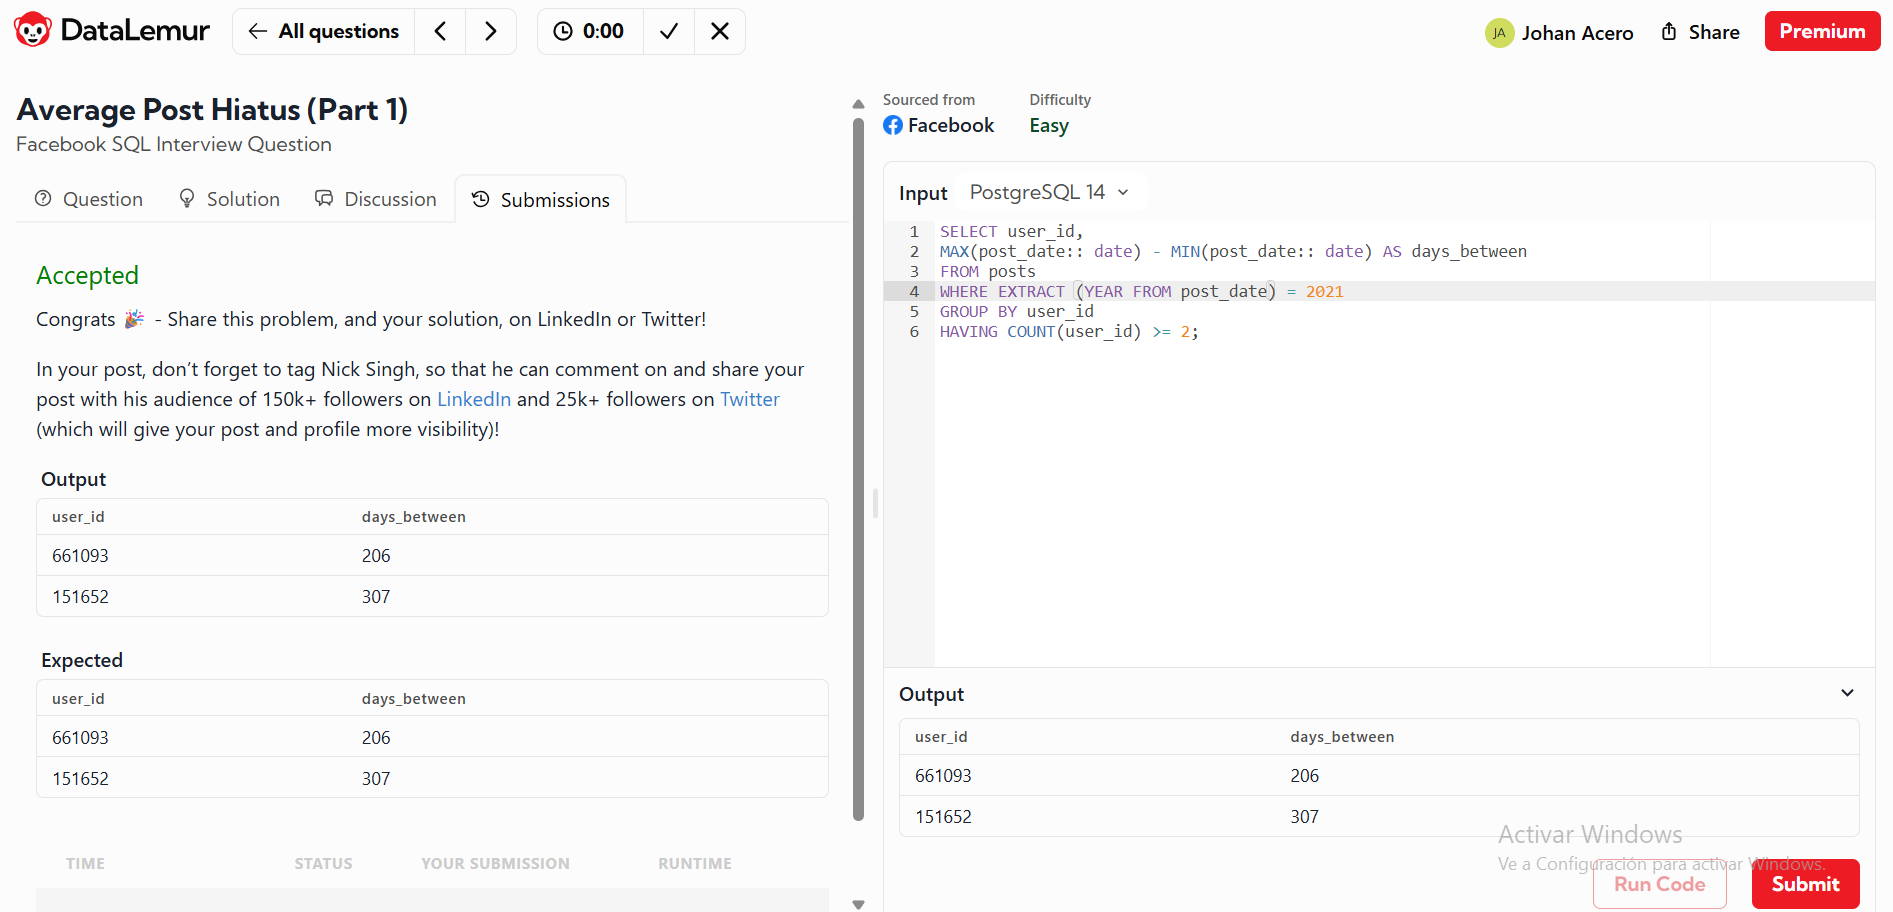 DataLemur
All questions
0:00
JA
Johan Acero
Share
Premium
Average Post Hiatus (Part 1)
Facebook SQL Interview Question
Question
Solution
Discussion
Submissions
Accepted
Congrats 🎉 - Share this problem, and your solution, on LinkedIn or Twitter!
In your post, don’t forget to tag Nick Singh, so that he can comment on and share your
post with his audience of 150k+ followers on LinkedIn and 25k+ followers on Twitter
(which will give your post and profile more visibility)!
Output
user_id days_between
661093 206
151652 307
Expected
user_id days_between
661093 206
151652 307
TIME STATUS YOUR SUBMISSION RUNTIME
Sourced from
Facebook
Difficulty
Easy
Input PostgreSQL 14
1 SELECT user_id,
2 MAX(post_date:: date) - MIN(post_date:: date) AS days_between
3 FROM posts
4 WHERE EXTRACT (YEAR FROM post_date) = 2021
5 GROUP BY user_id
6 HAVING COUNT(user_id) >= 2;
Output
user_id days_between
661093 206
151652 307
Activar Windows
Ve a Configuración para activar Windows.
Run Code
Submit